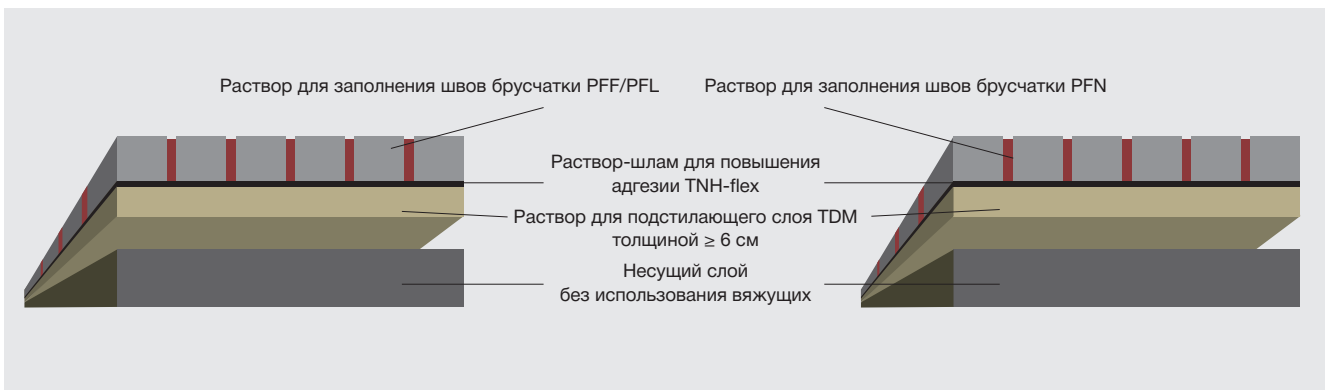 Раствор для заполнения швов брусчатки PFF/PFL
Раствор для заполнения швов брусчатки PFN
Раствор-шлам для повышения
адгезии TNH-flex
Раствор для подстилающего слоя TDM
толщиной ≥ 6 см
Несущий слой
без использования вяжущих